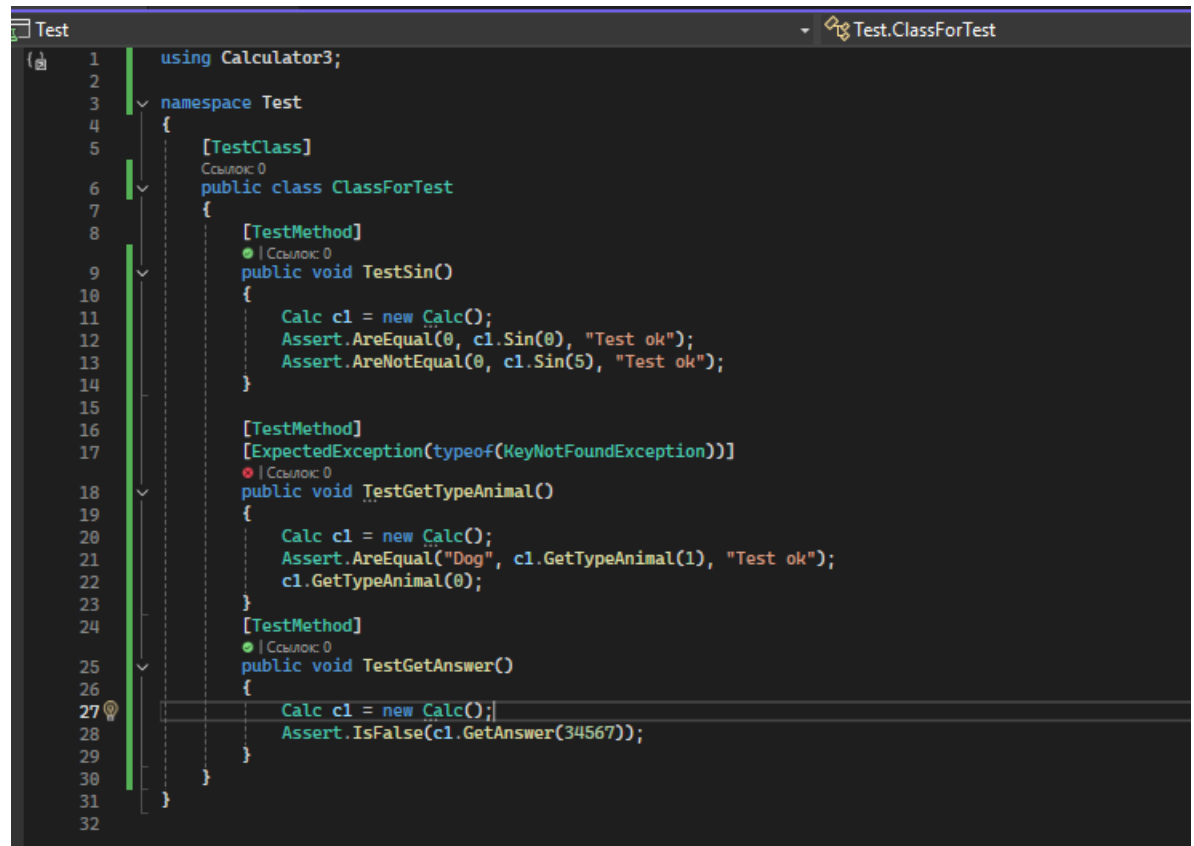 Test Test.ClassForTest
1 using Calculator3;
2
3 namespace Test
4 {
5 [TestClass]
Ссылок: 0
6 public class ClassForTest
7 {
8 [TestMethod]
| Ссылок: 0
9 public void TestSin()
10 {
11 Calc c1 = new Calc();
12 Assert.AreEqual(0, c1.Sin(0), "Test ok");
13 Assert.AreNotEqual(0, c1.Sin(5), "Test ok");
14 }
15
16 [TestMethod]
17 [ExpectedException(typeof(KeyNotFoundException))]
| Ссылок: 0
18 public void TestGetTypeAnimal()
19 {
20 Calc c1 = new Calc();
21 Assert.AreEqual("Dog", c1.GetTypeAnimal(1), "Test ok");
22 c1.GetTypeAnimal(0);
23 }
24 [TestMethod]
| Ссылок: 0
25 public void TestGetAnswer()
26 {
27 Calc c1 = new Calc();
28 Assert.IsFalse(c1.GetAnswer(34567));
29 }
30 }
31 }
32